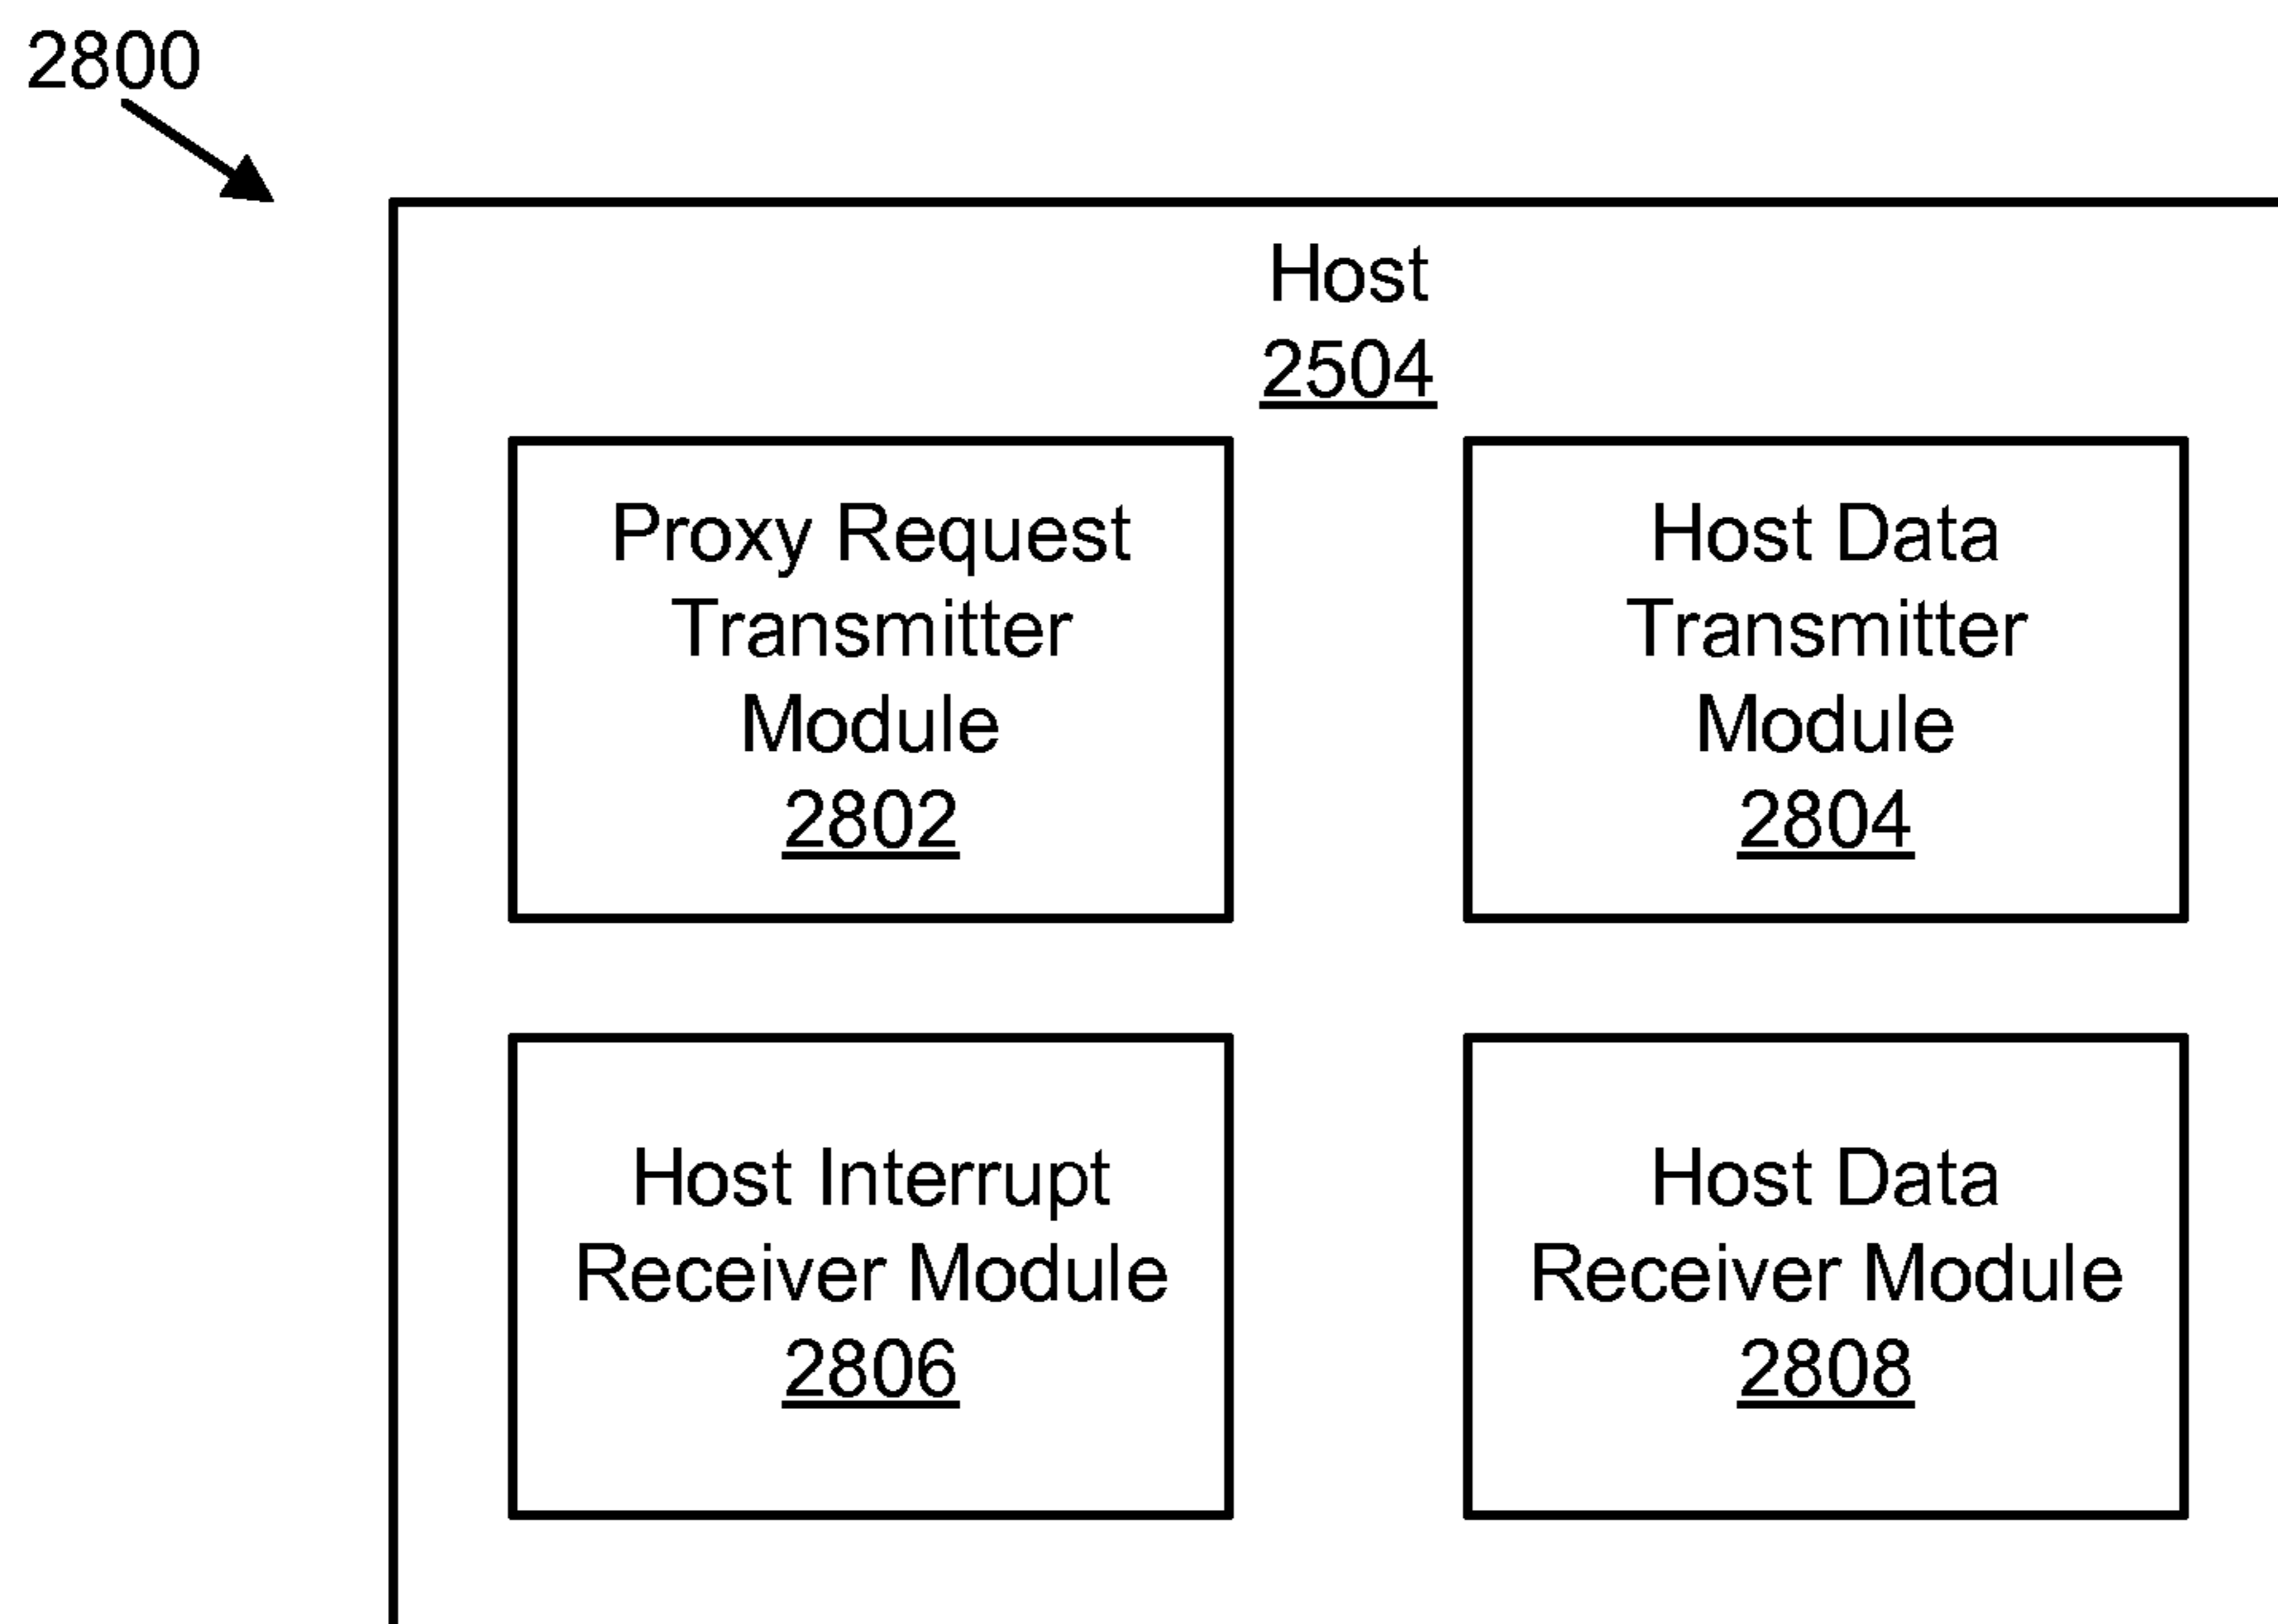 2800
Host
2504
Proxy Request
Transmitter
Module
2802
Host Data
Transmitter
Module
2804
Host Interrupt
Receiver Module
2806
Host Data
Receiver Module
2808